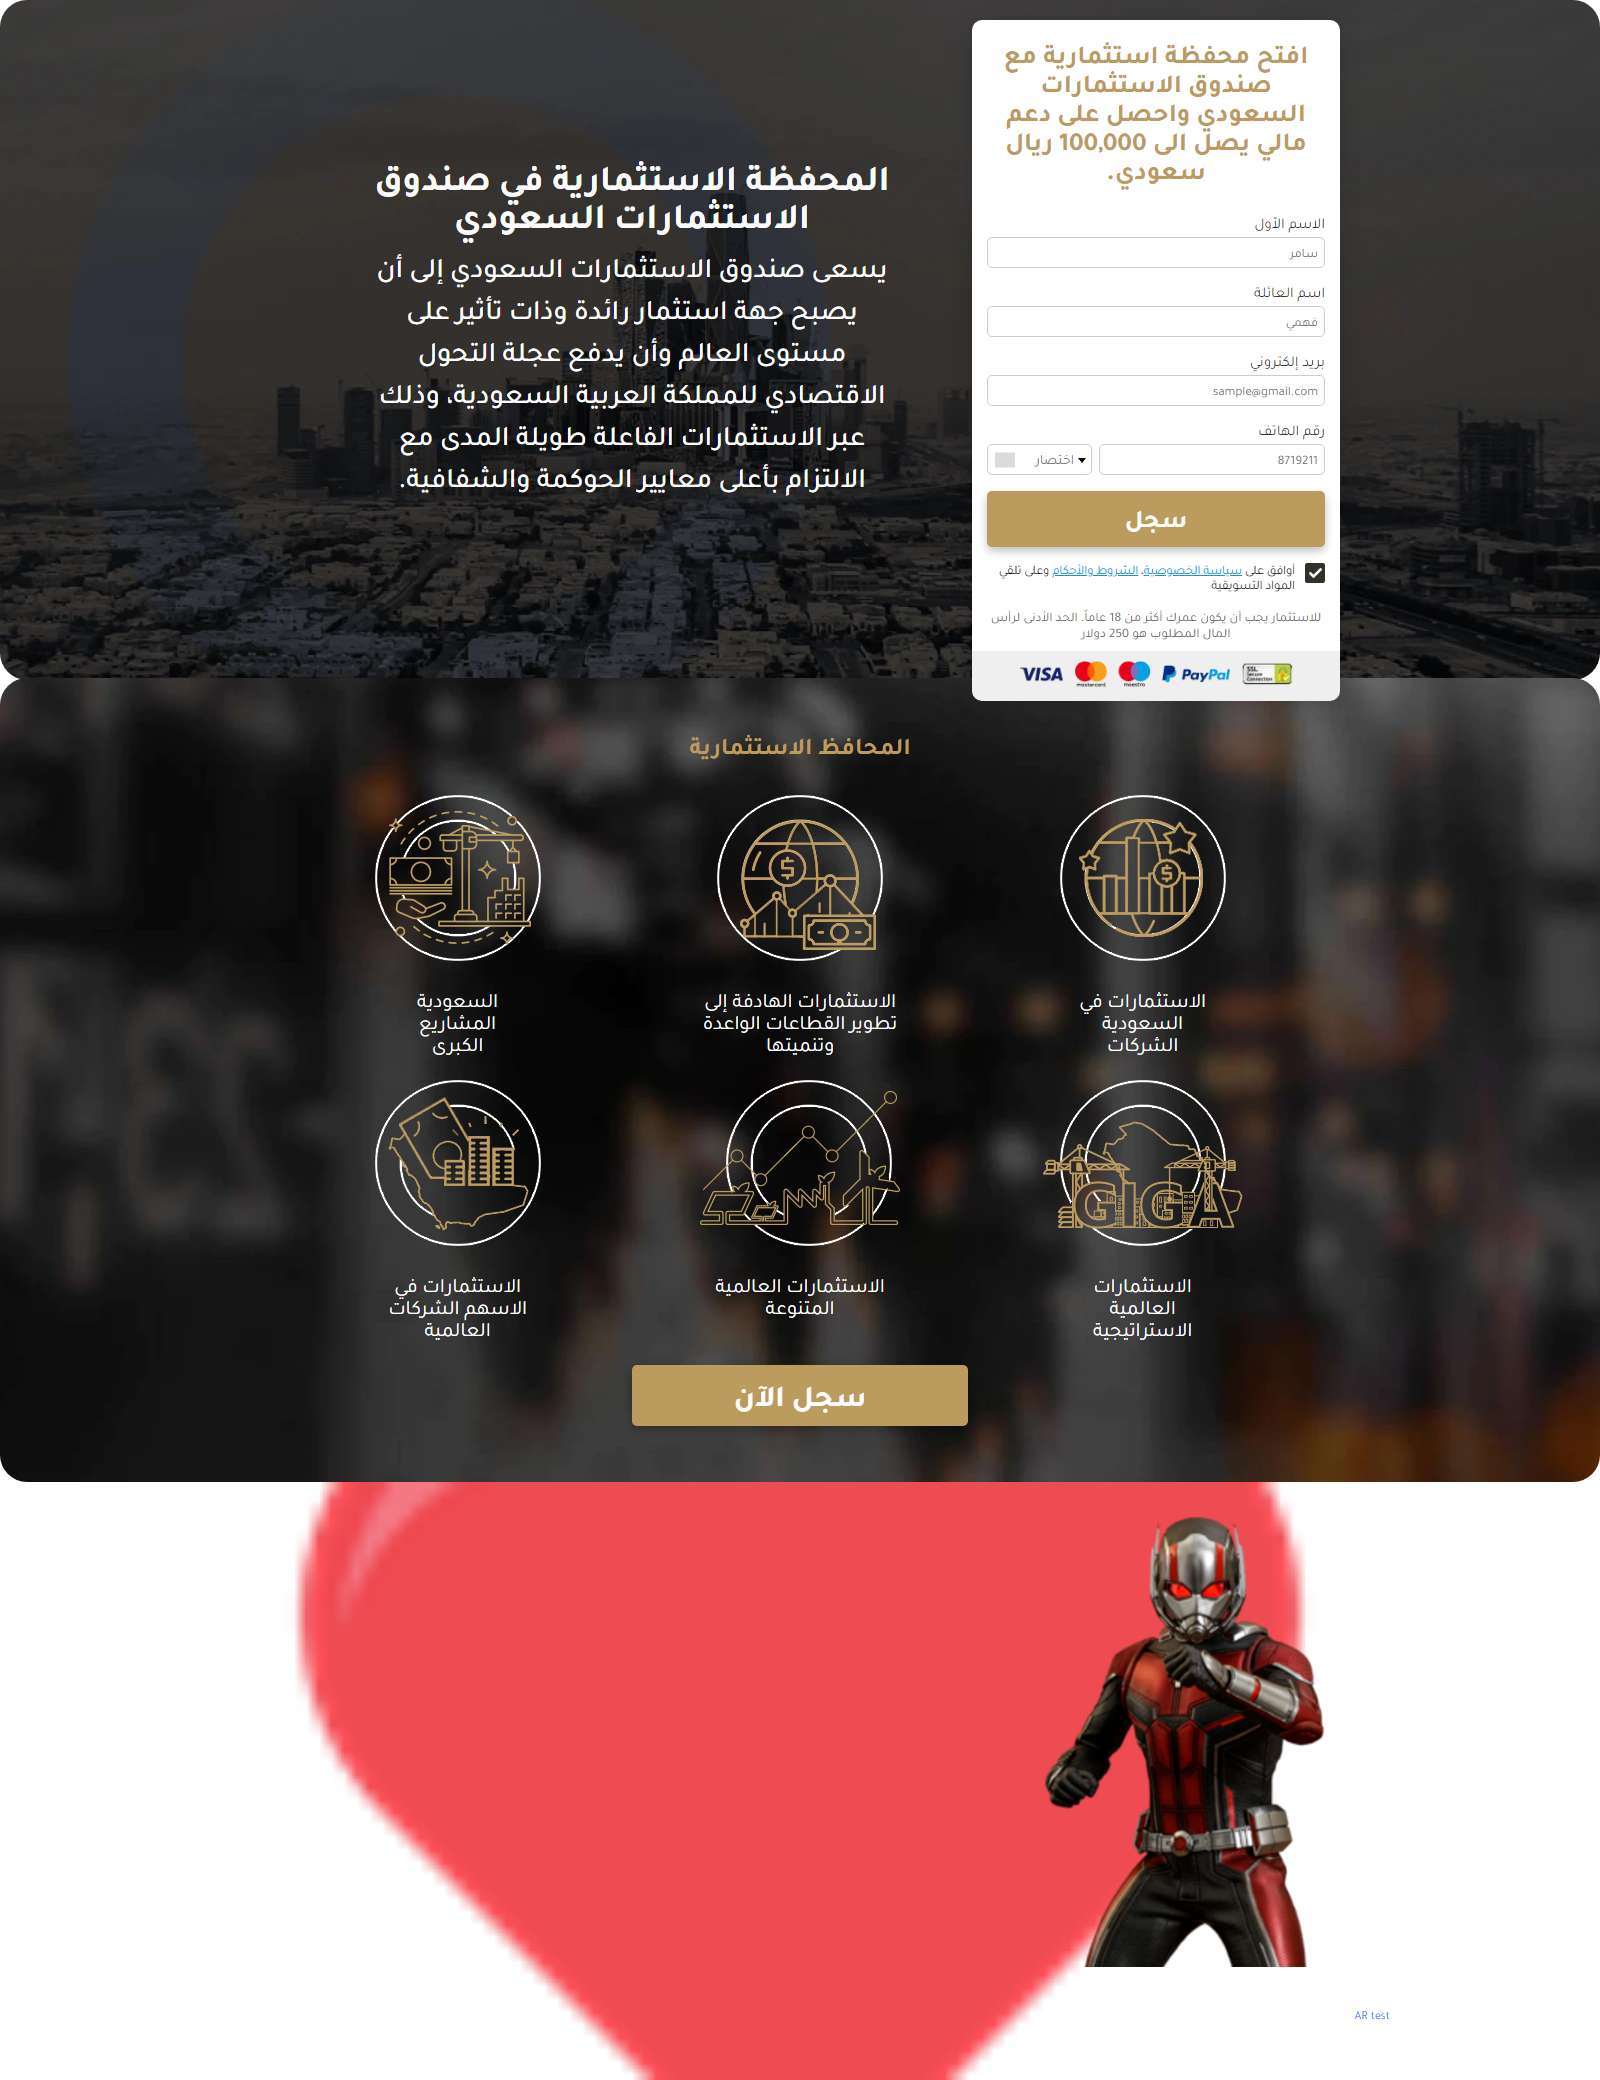 افتح محفظة استثمارية مع
صندوق الاستثمارات
السعودي واحصل على دعم
مالي يصل الى 100,000 ريال
سعودي.
الاسم الأول
سامر
اسم العائلة
فهمي
بريد إلكتروني
sample@gmail.com
رقم الهاتف
8719211
اختصار
سجل
أوافق على سياسة الخصوصية، الشروط والأحكام وعلى تلقي
المواد التسويقية
للاستثمار يجب أن يكون عمرك أكثر من 18 عاماً. الحد الأدنى لرأس
المال المطلوب هو 250 دولار
SSL
Secure
Connection
PayPal
maestro
mastercard
VISA
المحفظة الاستثمارية في صندوق
الاستثمارات السعودي
يسعى صندوق الاستثمارات السعودي إلى أن
يصبح جهة استثمار رائدة وذات تأثير على
مستوى العالم وأن يدفع عجلة التحول
الاقتصادي للمملكة العربية السعودية، وذلك
عبر الاستثمارات الفاعلة طويلة المدى مع
الالتزام بأعلى معايير الحوكمة والشفافية.
المحافظ الاستثمارية
الاستثمارات في
السعودية
الشركات
الاستثمارات الهادفة إلى
تطوير القطاعات الواعدة
وتنميتها
السعودية
المشاريع
الكبرى
GIGA
الاستثمارات
العالمية
الاستراتيجية
الاستثمارات العالمية
المتنوعة
الاستثمارات في
الاسهم الشركات
العالمية
سجل الآن
AR test